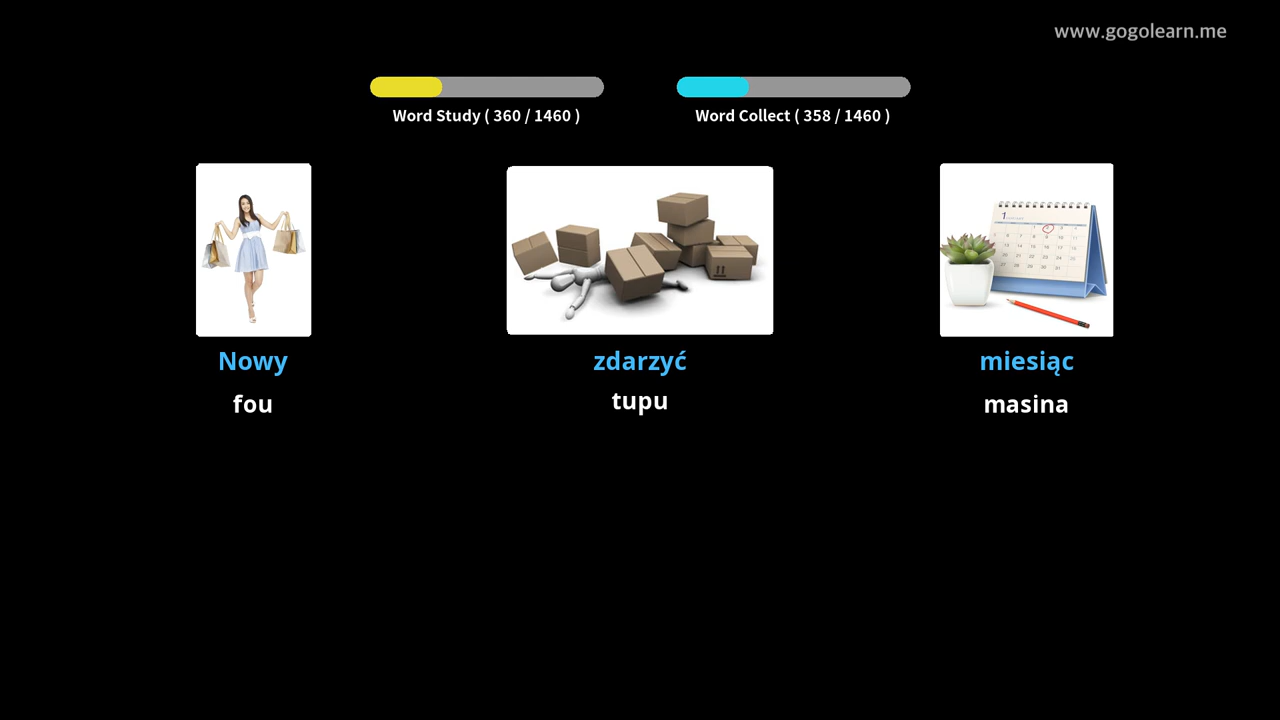 www.gogolearn.me
Word Study ( 360 / 1460 )
Word Collect ( 358 / 1460 )
Nowy
fou
zdarzyć
tupu
miesiąc
masina